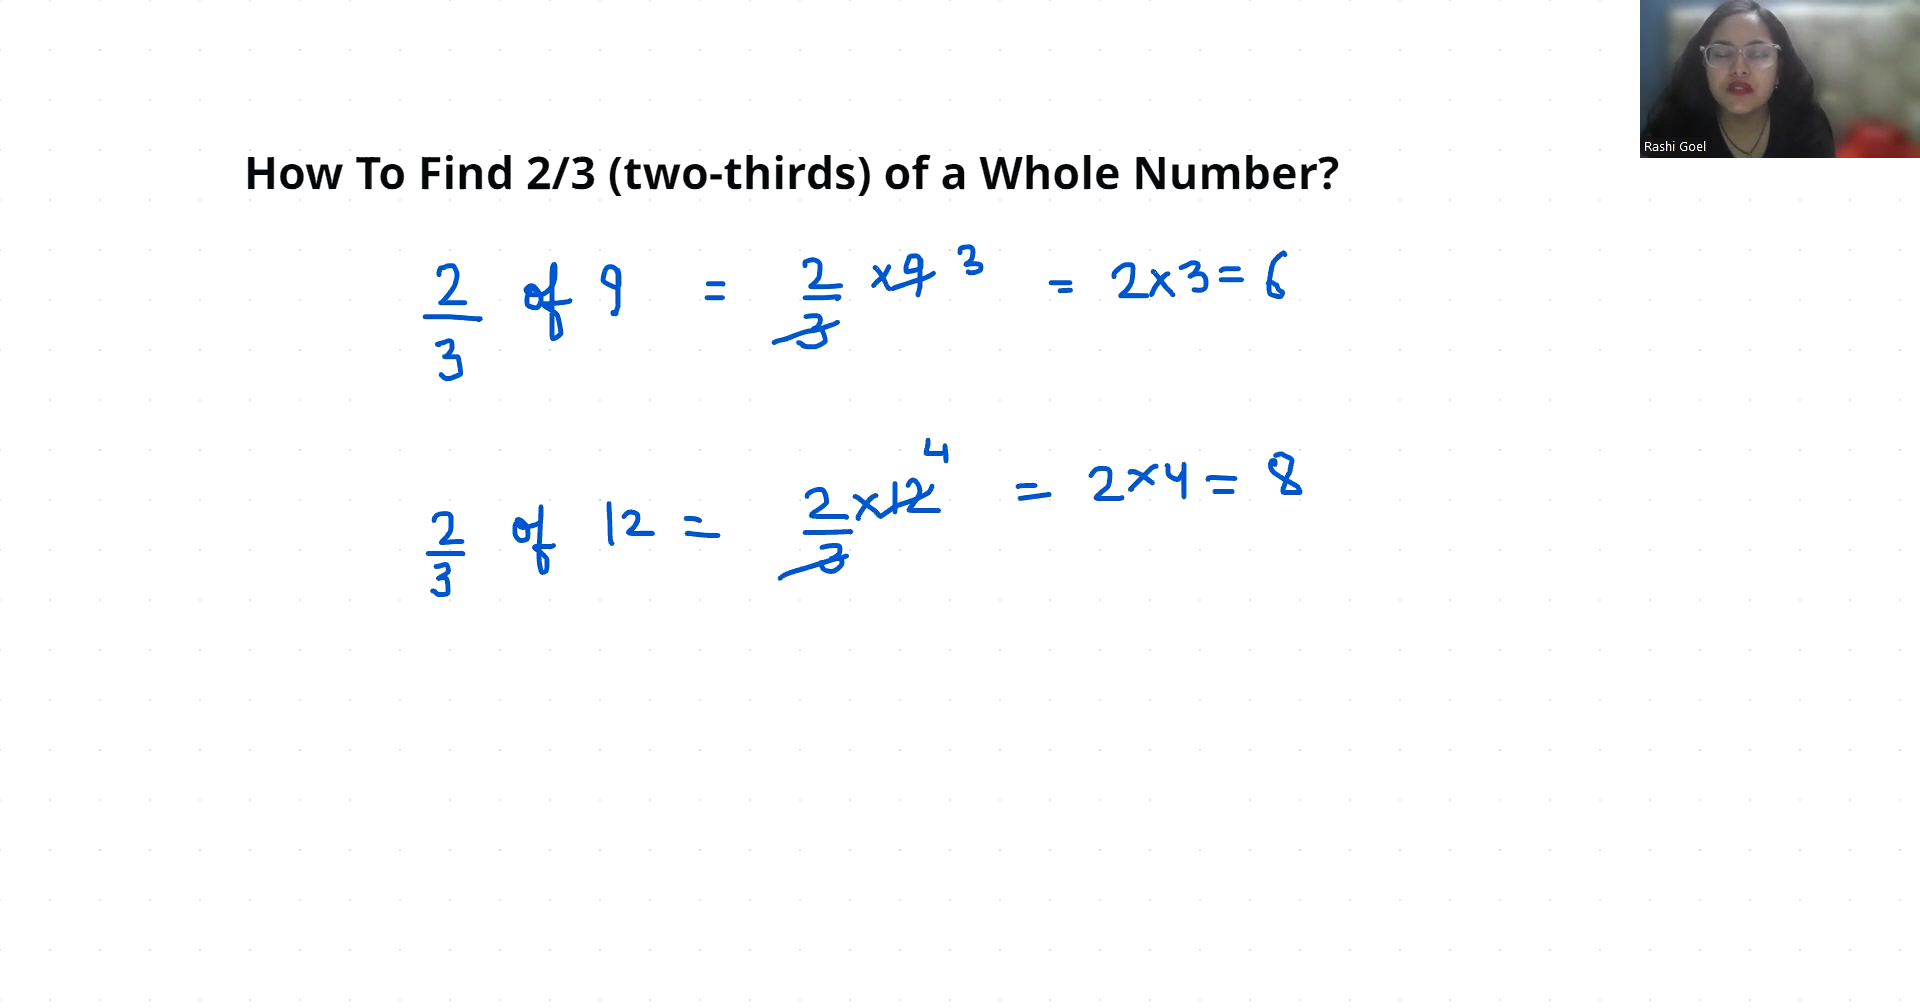 Rashi Goel
How To Find 2/3 (two-thirds) of a Whole Number?
2/3 of 9 = 2/3 × 9 3 = 2 × 3 = 6
2/3 of 12 = 2/3 × 12 4 = 2 × 4 = 8